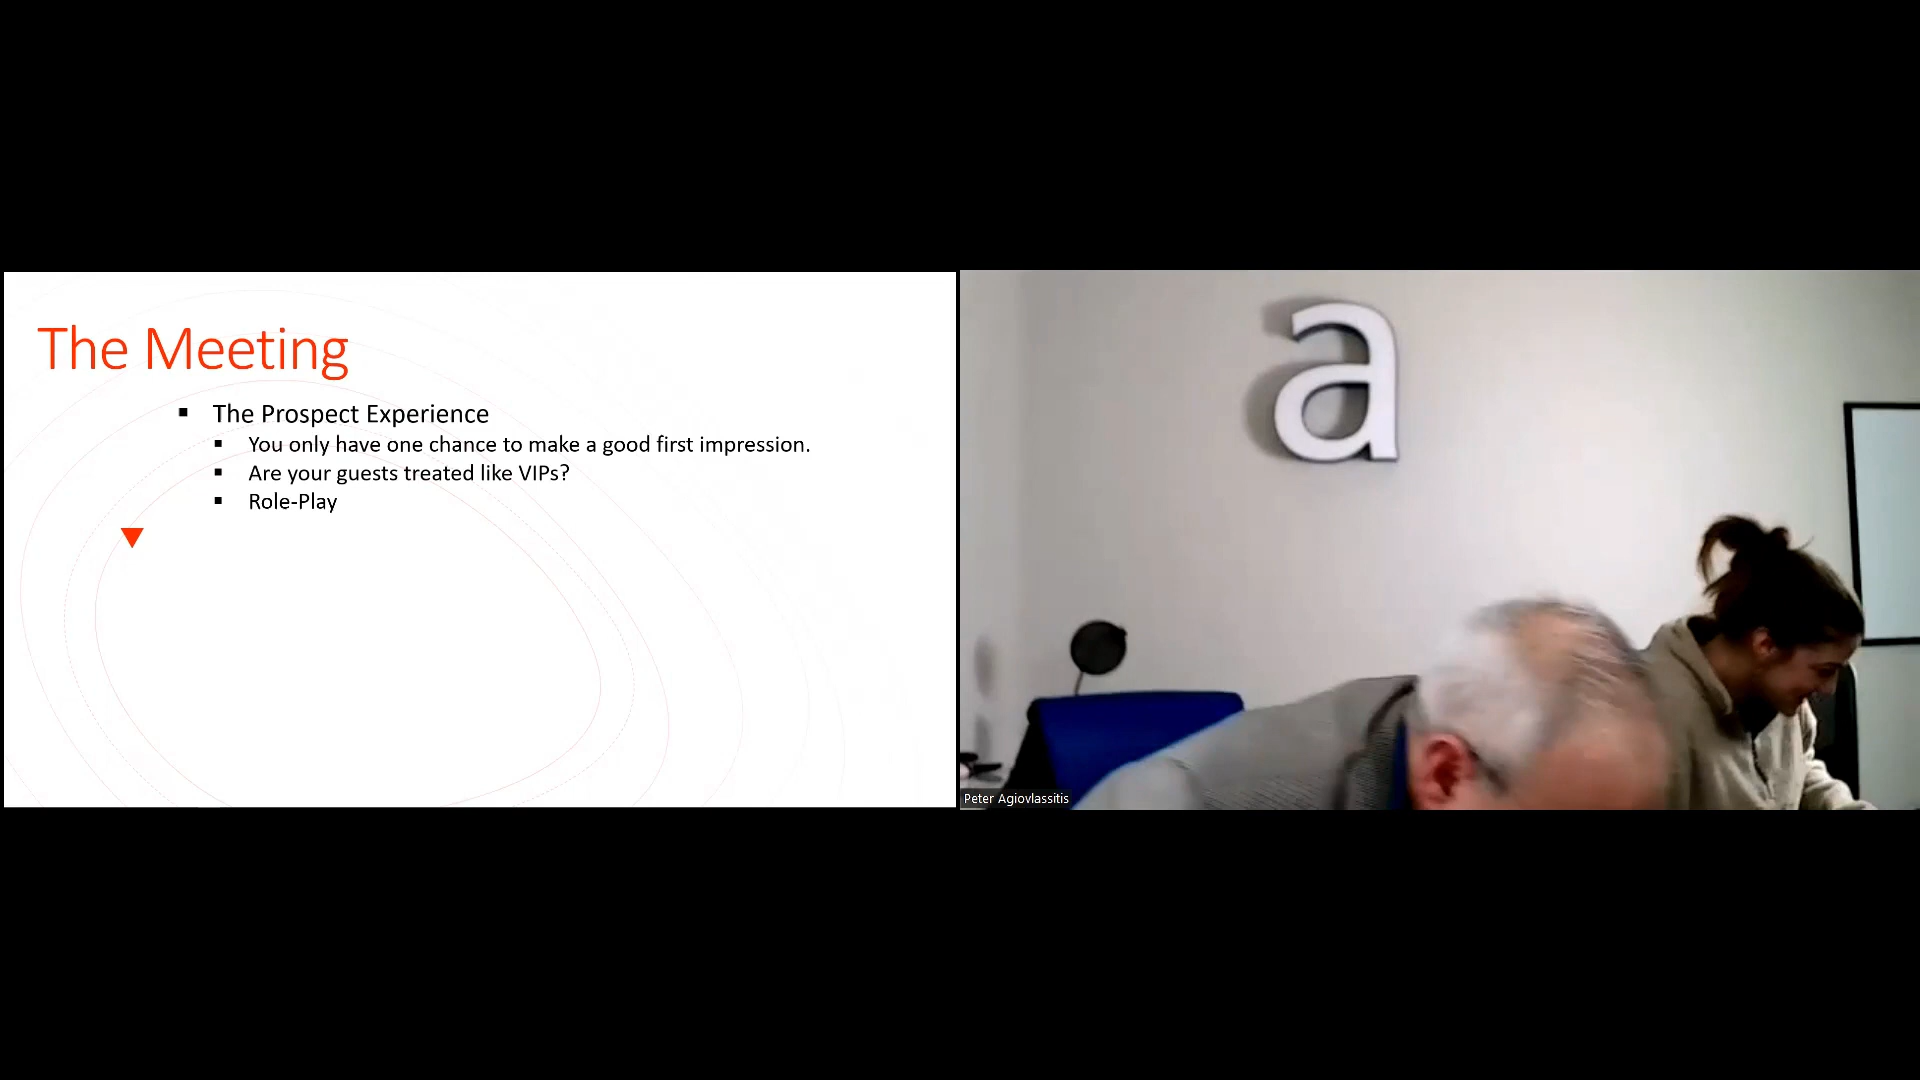 The Meeting
The Prospect Experience
You only have one chance to make a good first impression.
Are your guests treated like VIPs?
Role-Play
a
Peter Agiovlassitis